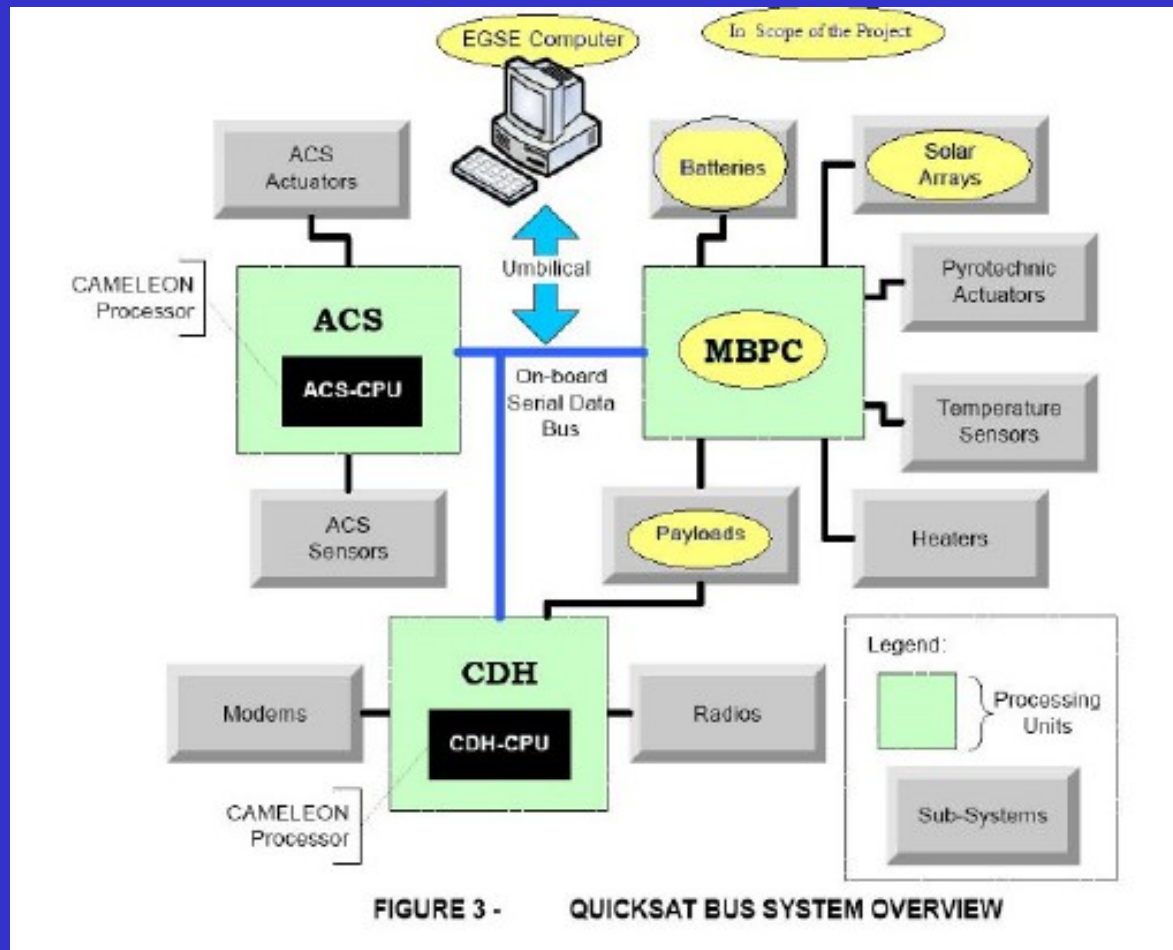 EGSE Computer
In Scope of the Project
ACS
Actuators
Batteries
Solar
Arrays
Umbilical
CAMELEON
Processor
ACS
ACS-CPU
MBPC
Pyrotechnic
Actuators
On-board
Serial Data
Bus
Temperature
Sensors
ACS
Sensors
Payloads
Heaters
CDH
CDH-CPU
Modems
Radios
CAMELEON
Processor
Legend:
Processing
Units
Sub-Systems
FIGURE 3 - QUICKSAT BUS SYSTEM OVERVIEW